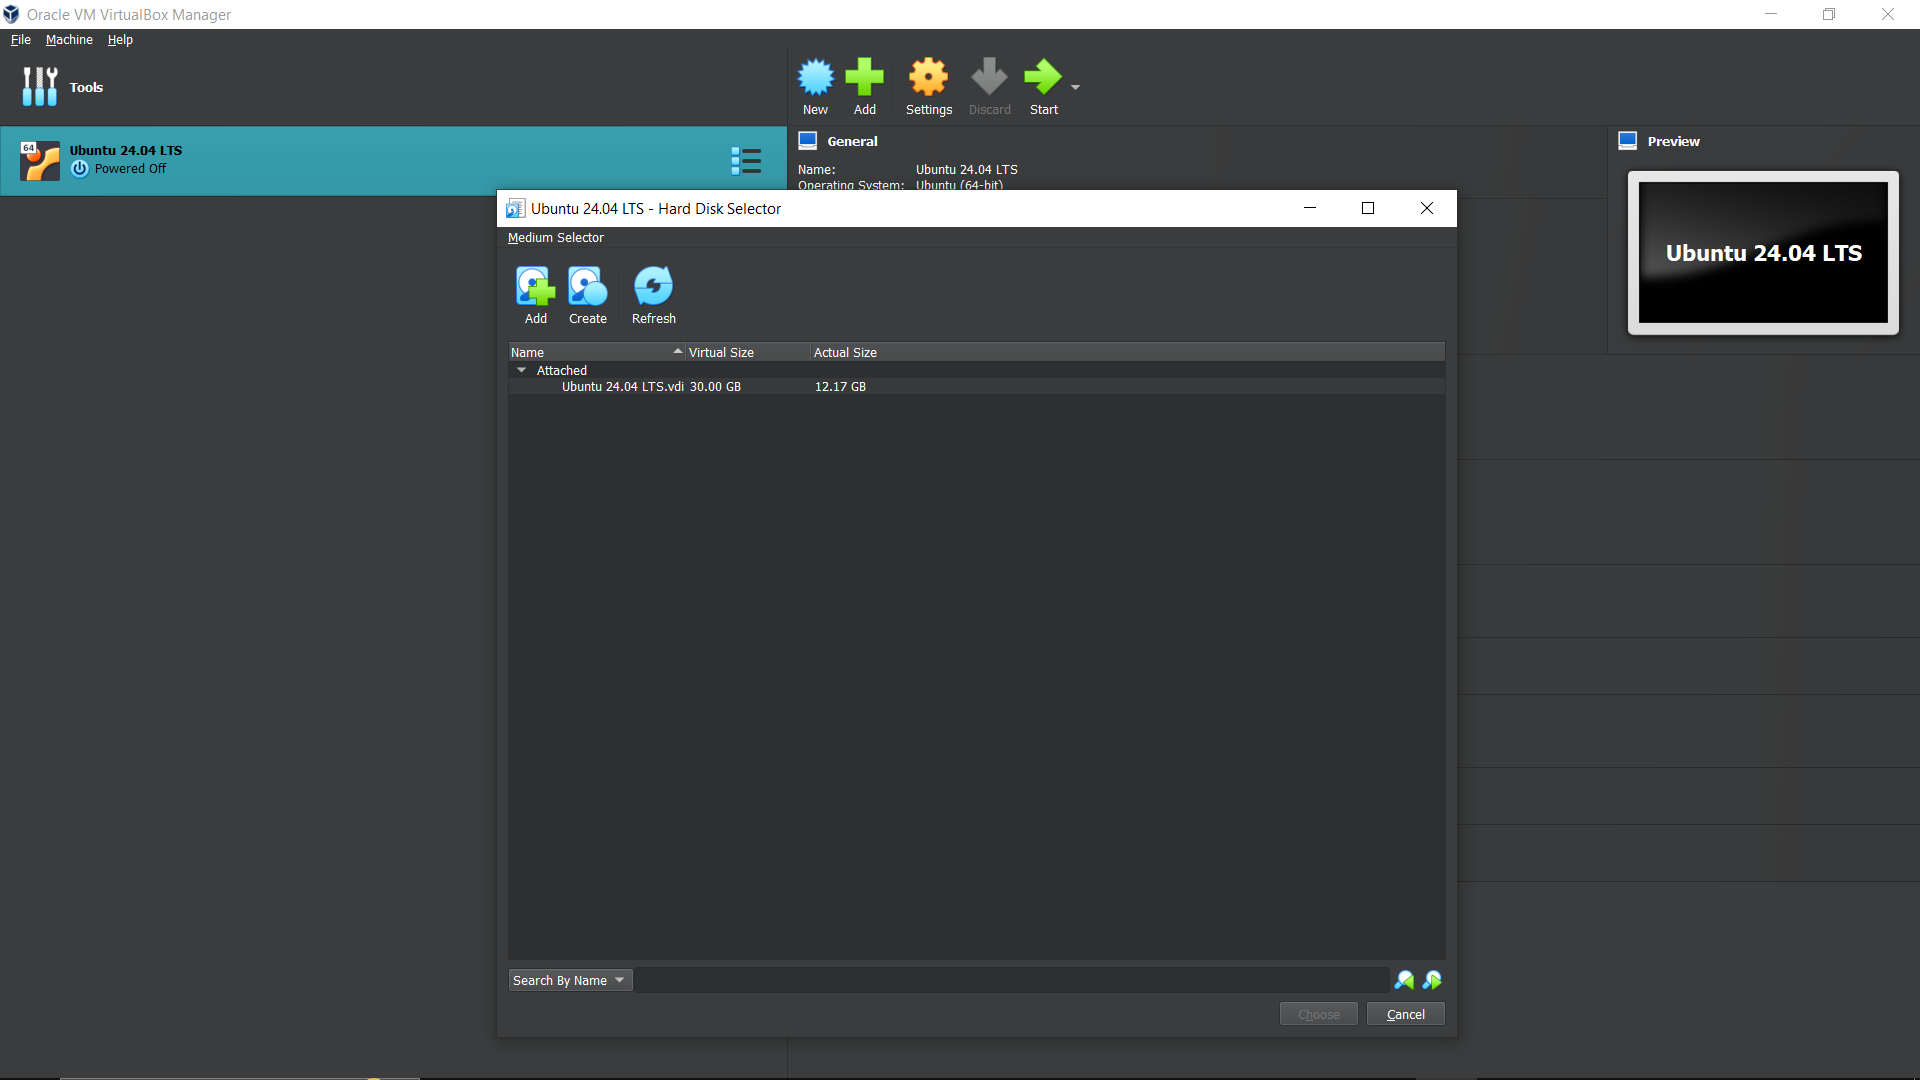 Oracle VM VirtualBox Manager
File Machine Help
Tools
New Add Settings Discard Start
64
Ubuntu 24.04 LTS
Powered Off
General
Name: Ubuntu 24.04 LTS
Operating System: Ubuntu (64-bit)
Preview
Ubuntu 24.04 LTS
Ubuntu 24.04 LTS - Hard Disk Selector
Medium Selector
Add Create Refresh
Name Virtual Size Actual Size
Attached
Ubuntu 24.04 LTS.vdi 30.00 GB 12.17 GB
Search By Name
Choose Cancel